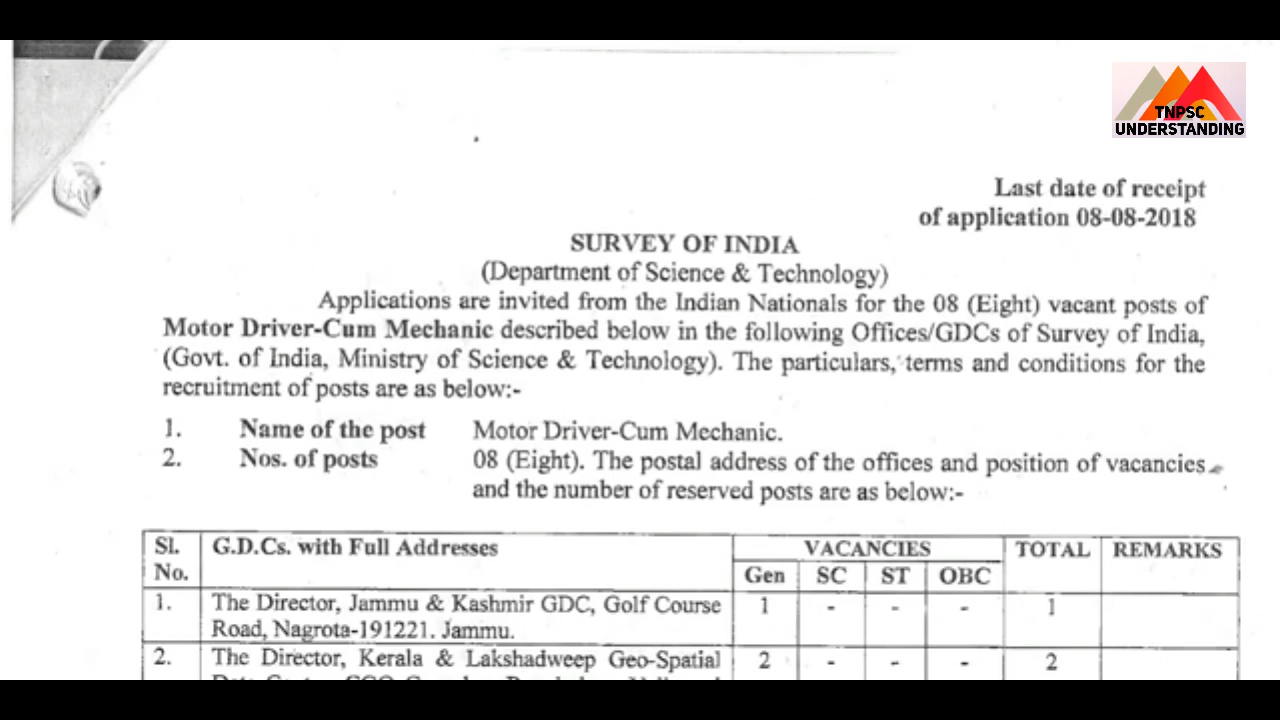 TNPSC
UNDERSTANDING
Last date of receipt
of application 08-08-2018
SURVEY OF INDIA
(Department of Science & Technology)
Applications are invited from the Indian Nationals for the 08 (Eight) vacant posts of
Motor Driver-Cum Mechanic described below in the following Offices/GDCs of Survey of India,
(Govt. of India, Ministry of Science & Technology). The particulars, terms and conditions for the
recruitment of posts are as below:-
1. Name of the post Motor Driver-Cum Mechanic.
2. Nos. of posts 08 (Eight). The postal address of the offices and position of vacancies
and the number of reserved posts are as below:-
Sl. No. G.D.Cs. with Full Addresses VACANCIES TOTAL REMARKS
Gen SC ST OBC
1. The Director, Jammu & Kashmir GDC, Golf Course 1 - - - 1
Road, Nagrota-191221. Jammu.
2. The Director, Kerala & Lakshadweep Geo-Spatial 2 - - - 2